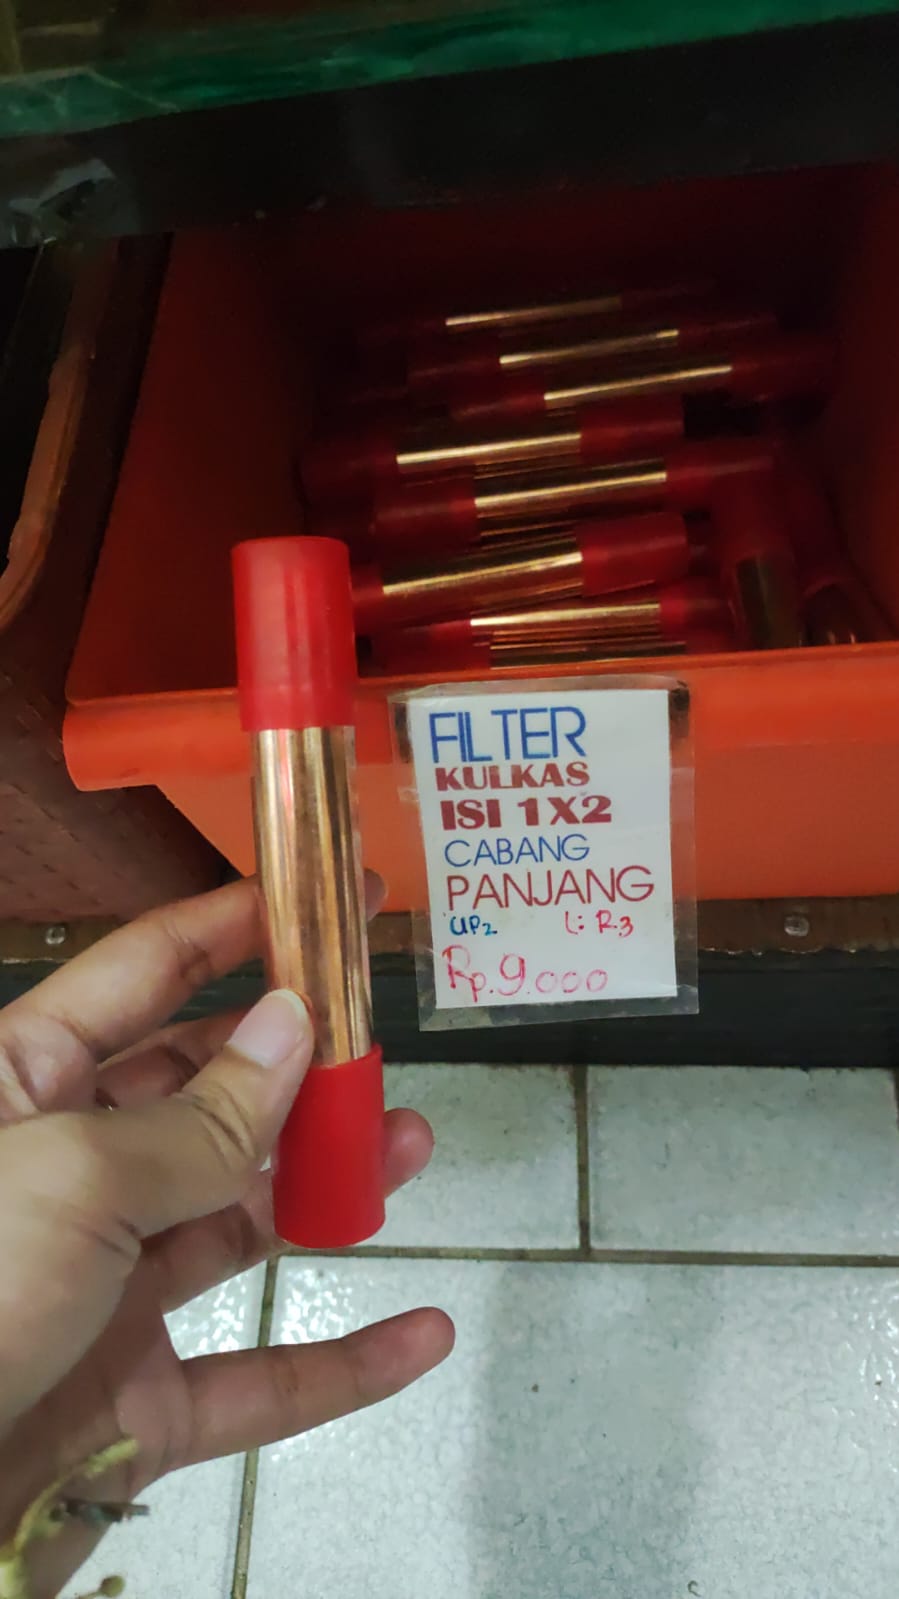 FILTER
KULKAS
ISI 1X2
CABANG
PANJANG
UP2 L: R.3
Rp.9.000